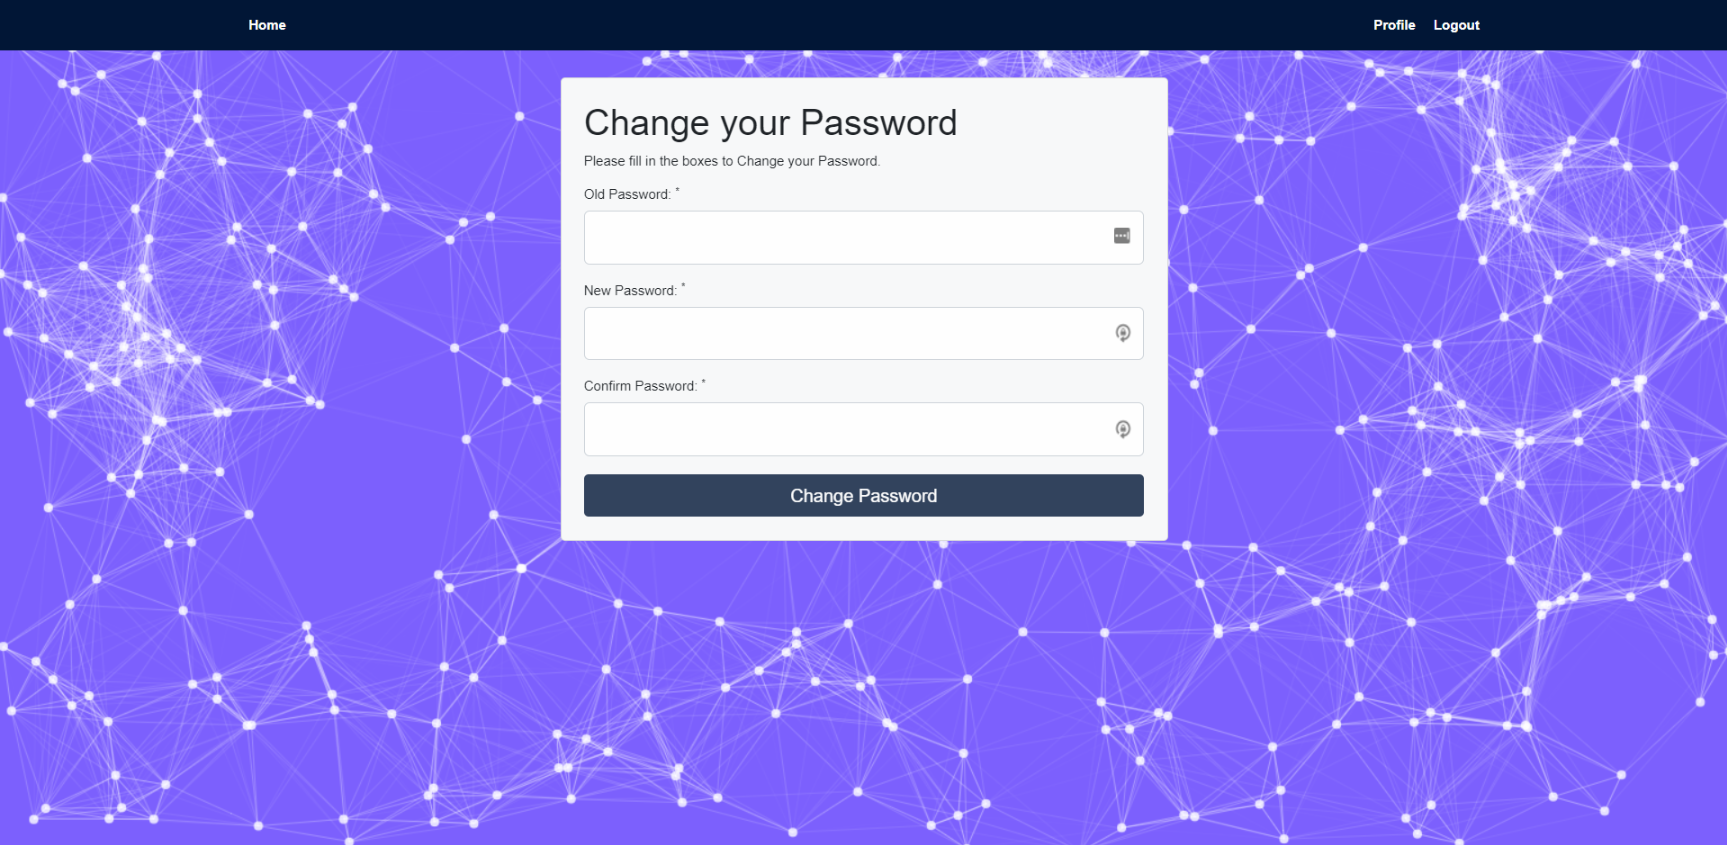 Home Profile Logout
Change your Password
Please fill in the boxes to Change your Password.
Old Password: *
New Password: *
Confirm Password: *
Change Password